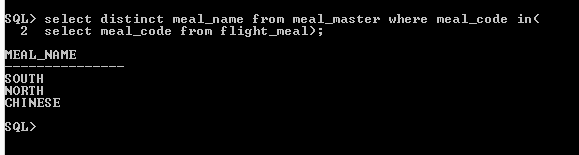 SQL> select distinct meal_name from meal_master where meal_code in(
  2  select meal_code from flight_meal);
MEAL_NAME
---------------
SOUTH
NORTH
CHINESE
SQL>